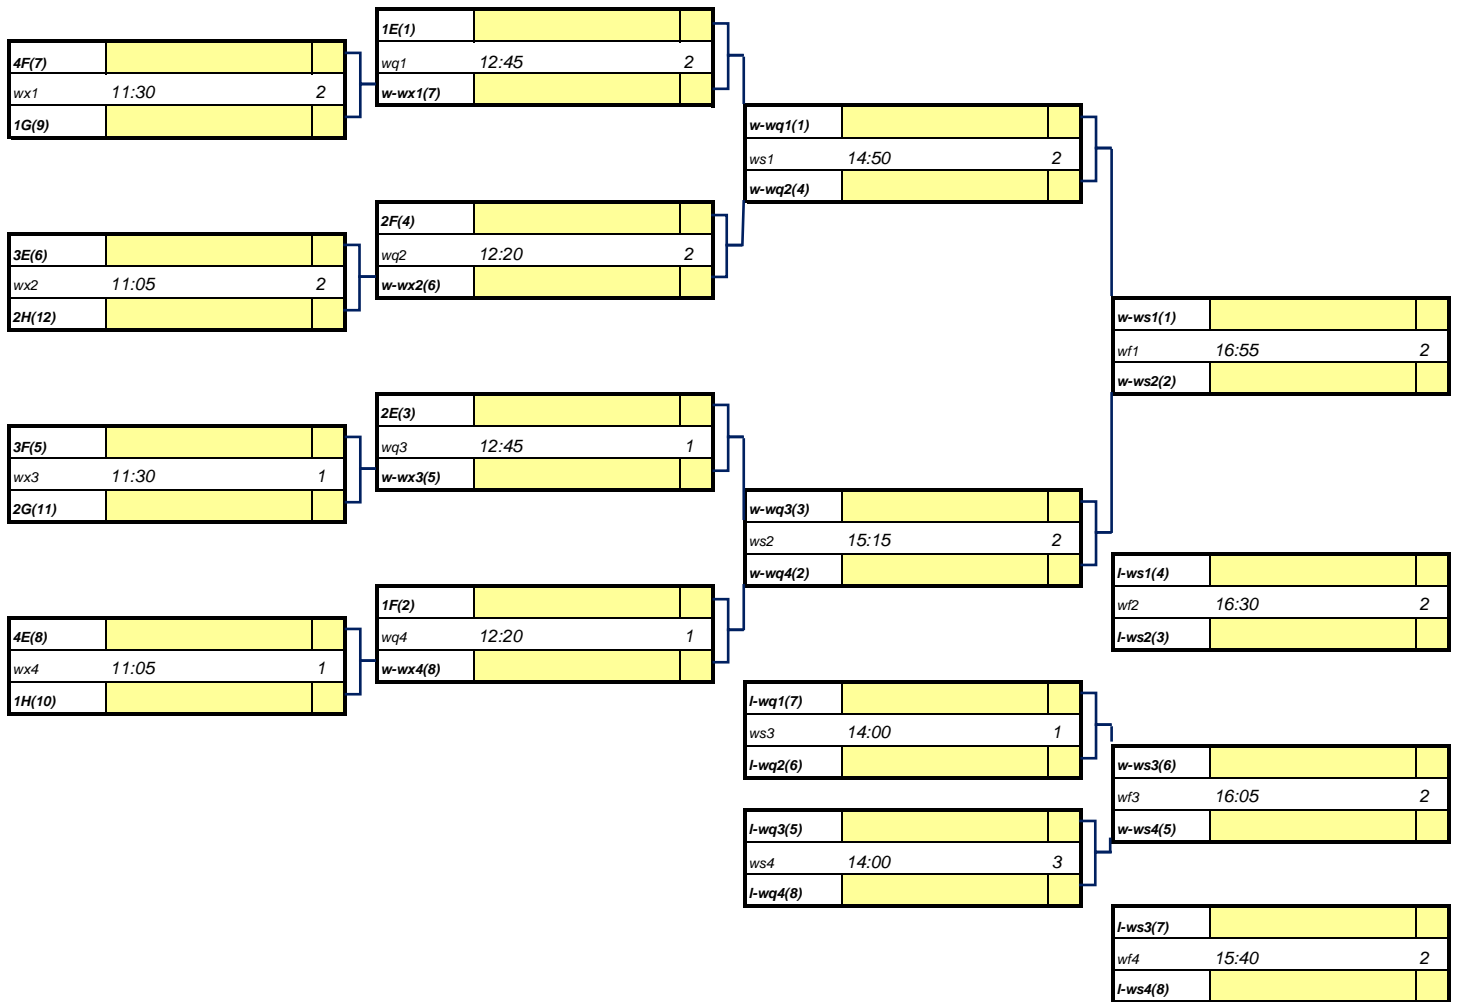 4F(7)
wx1 11:30 2
1G(9)
3E(6)
wx2 11:05 2
2H(12)
3F(5)
wx3 11:30 1
2G(11)
4E(8)
wx4 11:05 1
1H(10)
1E(1)
wq1 12:45 2
w-wx1(7)
2F(4)
wq2 12:20 2
w-wx2(6)
2E(3)
wq3 12:45 1
w-wx3(5)
1F(2)
wq4 12:20 1
w-wx4(8)
w-wq1(1)
ws1 14:50 2
w-wq2(4)
w-wq3(3)
ws2 15:15 2
w-wq4(2)
l-wq1(7)
ws3 14:00 1
l-wq2(6)
l-wq3(5)
ws4 14:00 3
l-wq4(8)
w-ws1(1)
wf1 16:55 2
w-ws2(2)
l-ws1(4)
wf2 16:30 2
l-ws2(3)
w-ws3(6)
wf3 16:05 2
w-ws4(5)
l-ws3(7)
wf4 15:40 2
l-ws4(8)